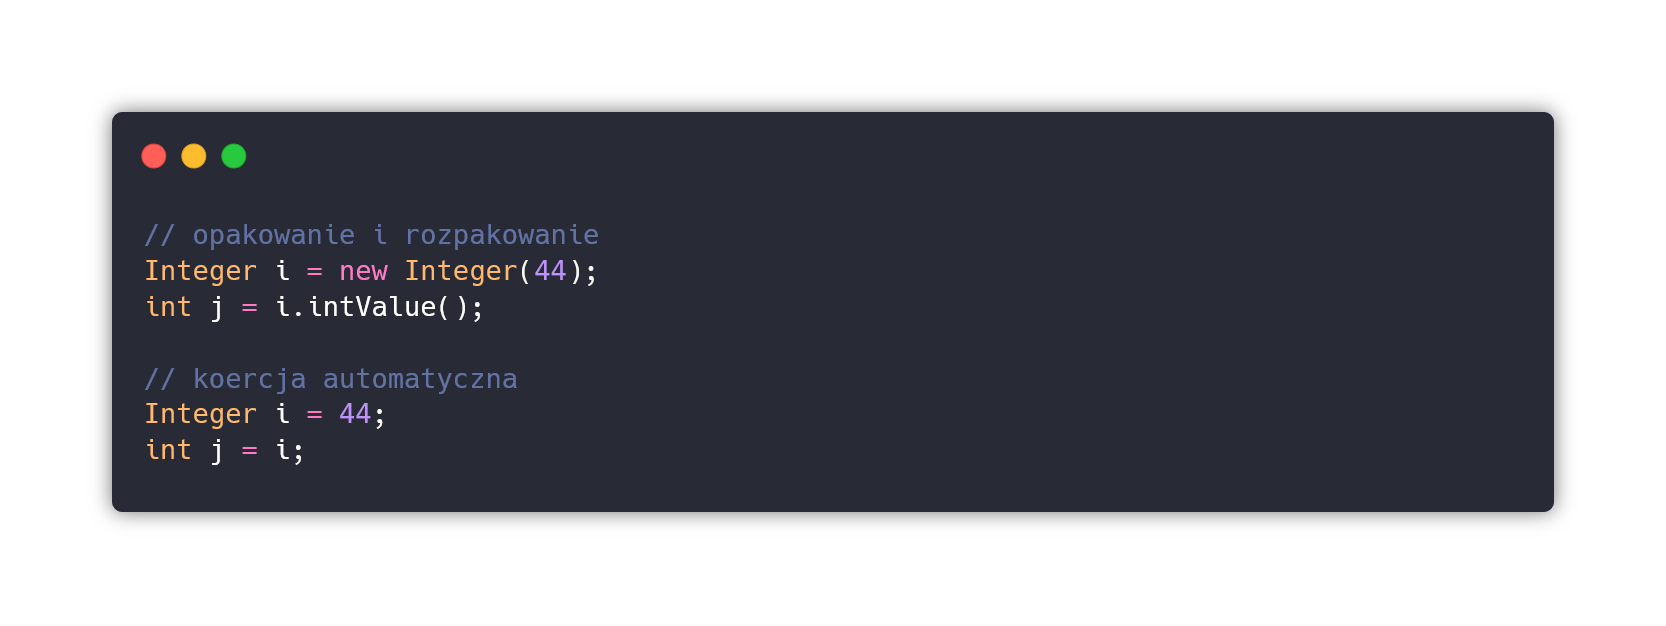 // opakowanie i rozpakowanie
Integer i = new Integer(44);
int j = i.intValue();
// koercja automatyczna
Integer i = 44;
int j = i;